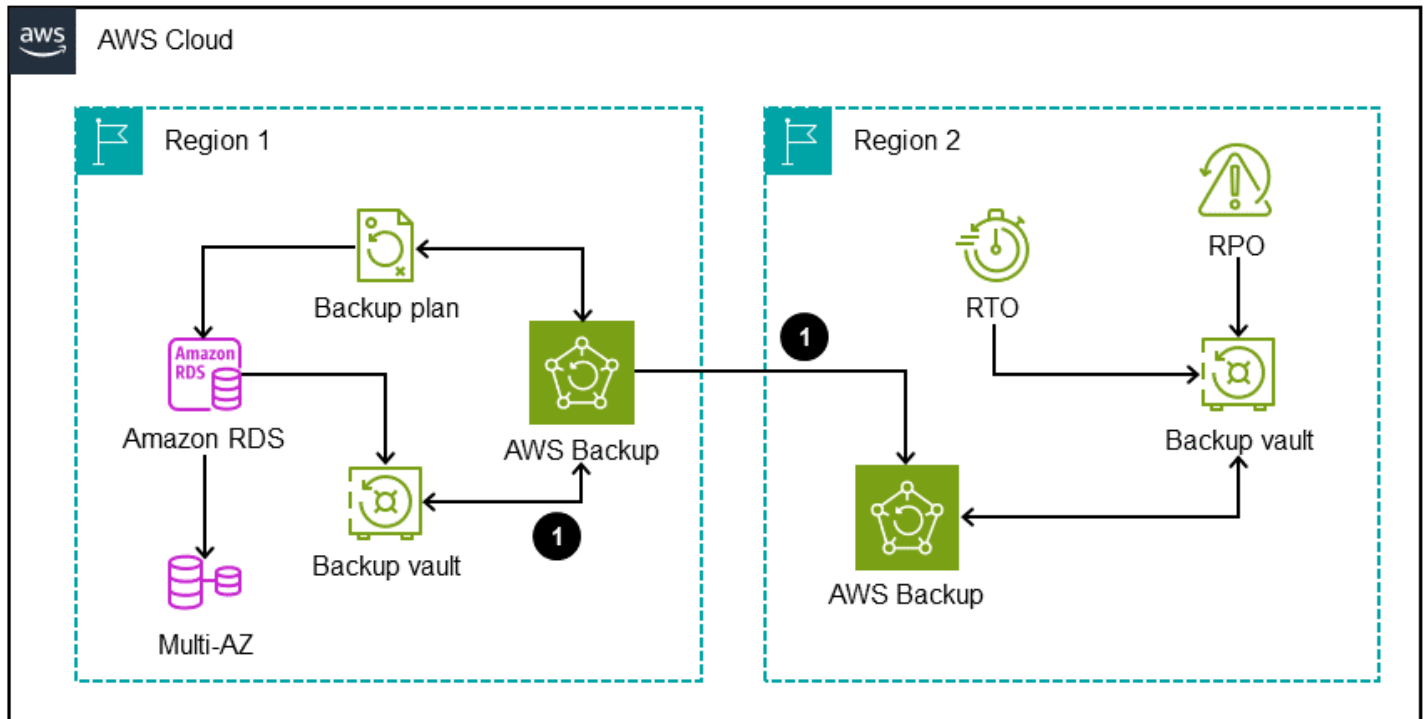 aws
AWS Cloud
Region 1
Backup plan
Amazon
RDS
Amazon RDS
AWS Backup
1
Backup vault
Multi-AZ
1
Region 2
RPO
RTO
Backup vault
AWS Backup